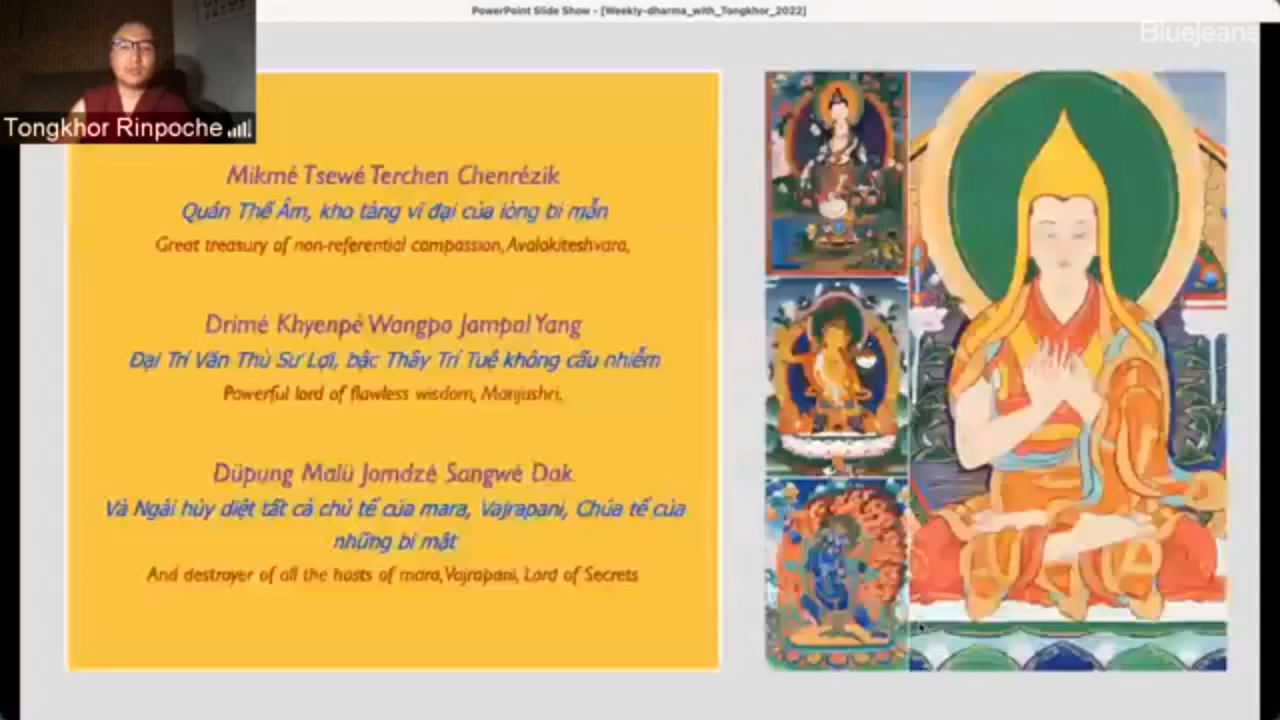 PowerPoint Slide Show - [Weekly-dharma_with_Tongkhor_2022]
BlueJeans
Tongkhor Rinpoche
Mikmé Tsewé Terchen Chenrézik
Quán Thế Âm, kho tàng vĩ đại của lòng bi mẫn
Great treasury of non-referential compassion, Avalokiteshvara,
Drimé Khyenpé Wangpo Jampal Yang
Đại Trí Văn Thù Sư Lợi, bậc Thầy Trí Tuệ không cấu nhiễm
Powerful lord of flawless wisdom, Manjushri,
Düpung Malü Jomdzé Sangwé Dak
Và Ngài hủy diệt tất cả chủ tể của mara, Vajrapani, Chúa tể của
những bí mật
And destroyer of all the hosts of mara, Vajrapani, Lord of Secrets